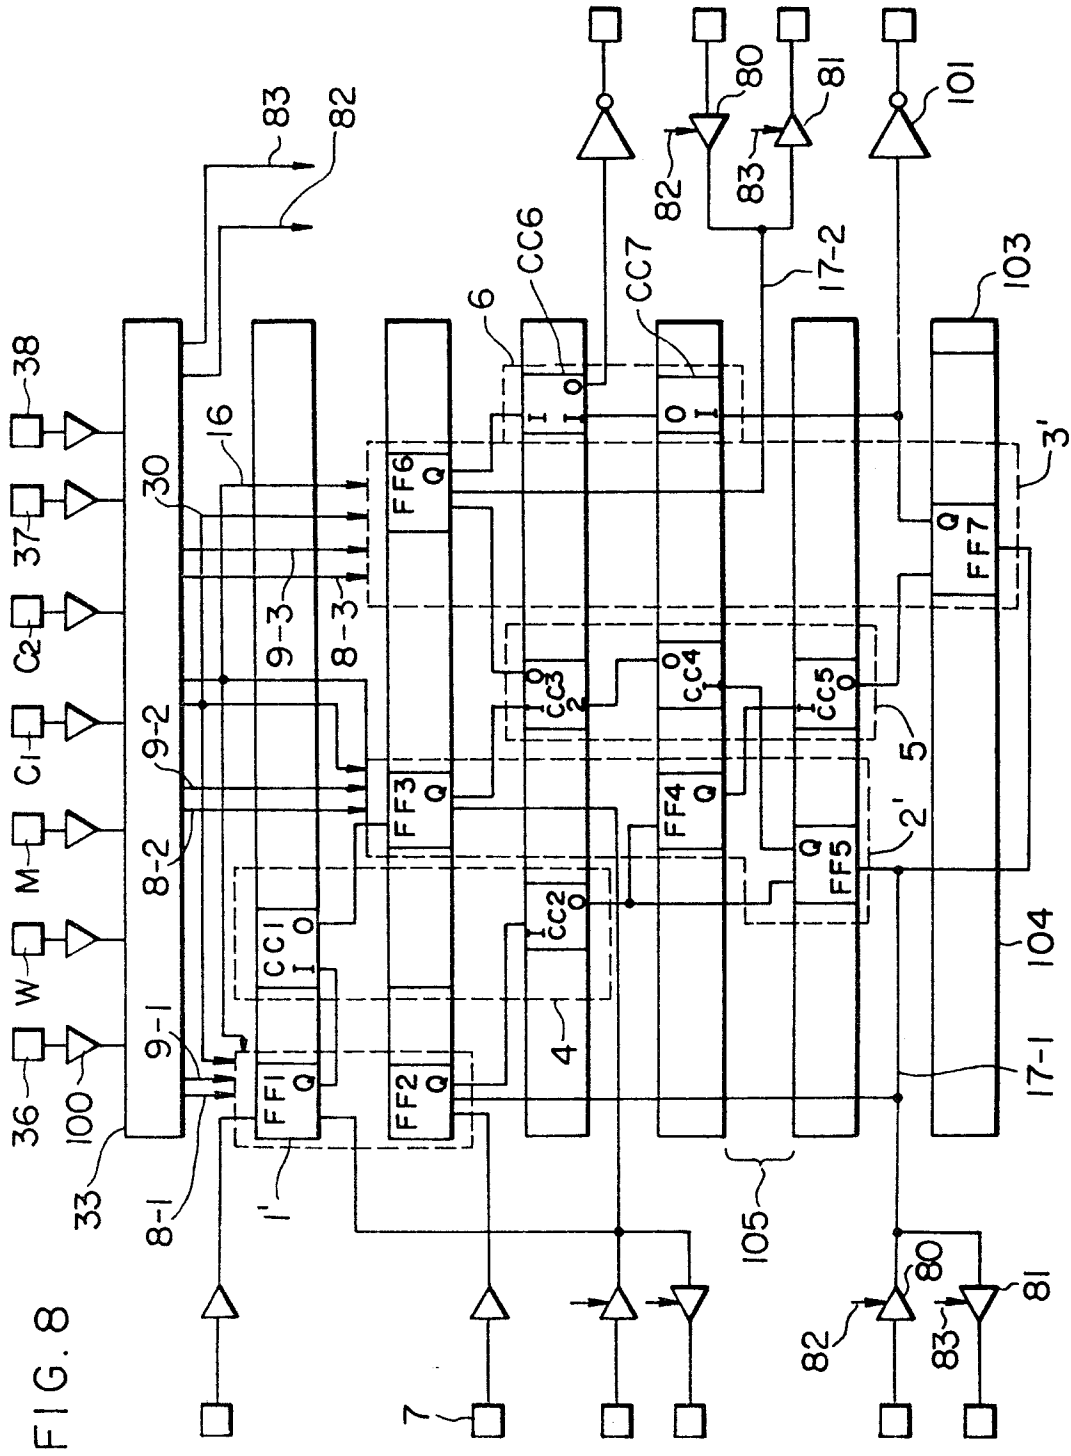 FIG. 8
36
W
M
C1
C2
37
38
100
33
8-1
9-1
8-2
9-2
30
16
83
82
9-3
8-3
1'
FF1
Q
CC1
I
O
FF2
Q
FF3
Q
FF6
Q
6
CC6
4
I
CC2
O
I
O
CC3
2
I
I
O
CC7
FF4
Q
O
CC4
I
O
I
105
Q
FF5
I
CC5
O
5
2'
Q
FF7
3'
103
104
17-1
17-2
7
82
80
83
81
82
80
83
81
101